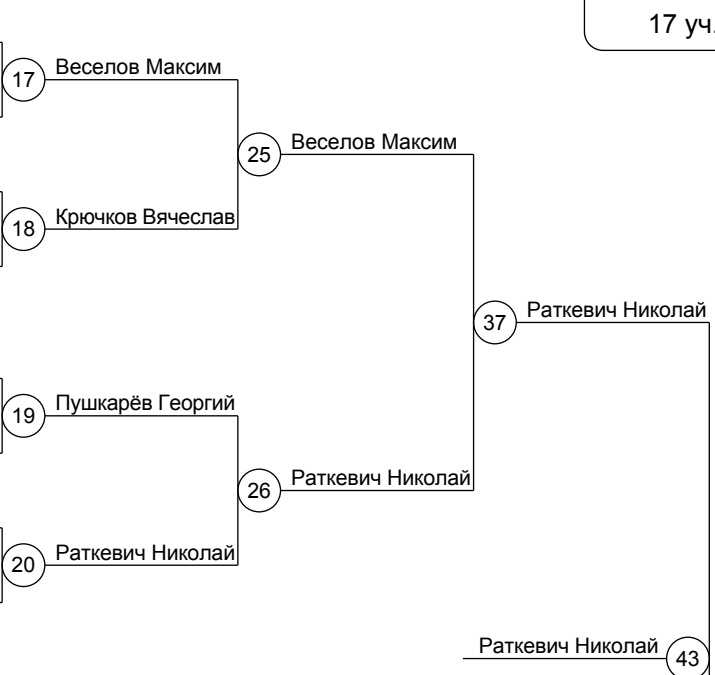 17 уч.
17 Веселов Максим
25 Веселов Максим
18 Крючков Вячеслав
37 Раткевич Николай
19 Пушкарёв Георгий
26 Раткевич Николай
20 Раткевич Николай
Раткевич Николай 43